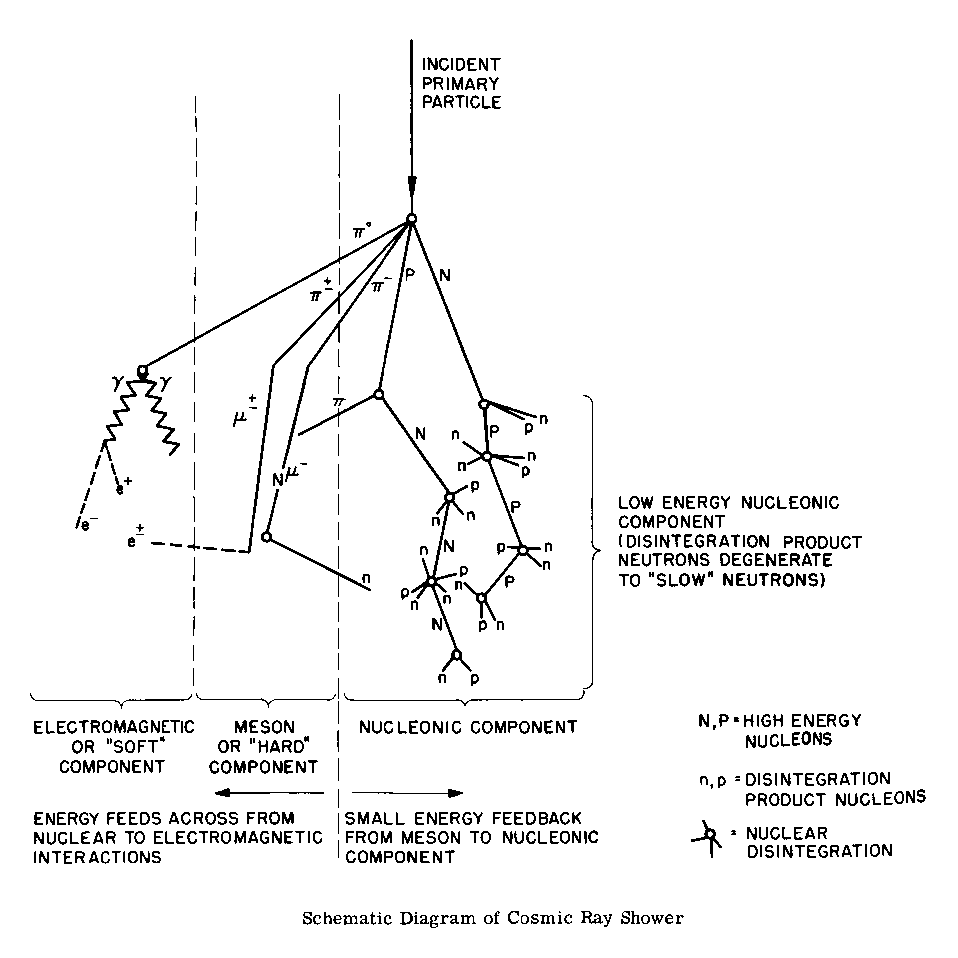 INCIDENT
PRIMARY
PARTICLE
π°
π±
π-
P
N
γ
γ
μ±
π
N
μ-
N
e+
e-
e±
n
n
p
n
P
n
n
p
p
n
n
P
N
n
p
n
p
n
n
p
n
n
P
n
p
n
N
p
n
LOW ENERGY NUCLEONIC
COMPONENT
(DISINTEGRATION PRODUCT
NEUTRONS DEGENERATE
TO "SLOW" NEUTRONS)
ELECTROMAGNETIC
OR "SOFT"
COMPONENT
MESON
OR "HARD"
COMPONENT
NUCLEONIC COMPONENT
ENERGY FEEDS ACROSS FROM
NUCLEAR TO ELECTROMAGNETIC
INTERACTIONS
SMALL ENERGY FEEDBACK
FROM MESON TO NUCLEONIC
COMPONENT
N,P = HIGH ENERGY
NUCLEONS
n,p = DISINTEGRATION
PRODUCT NUCLEONS
= NUCLEAR
DISINTEGRATION
Schematic Diagram of Cosmic Ray Shower